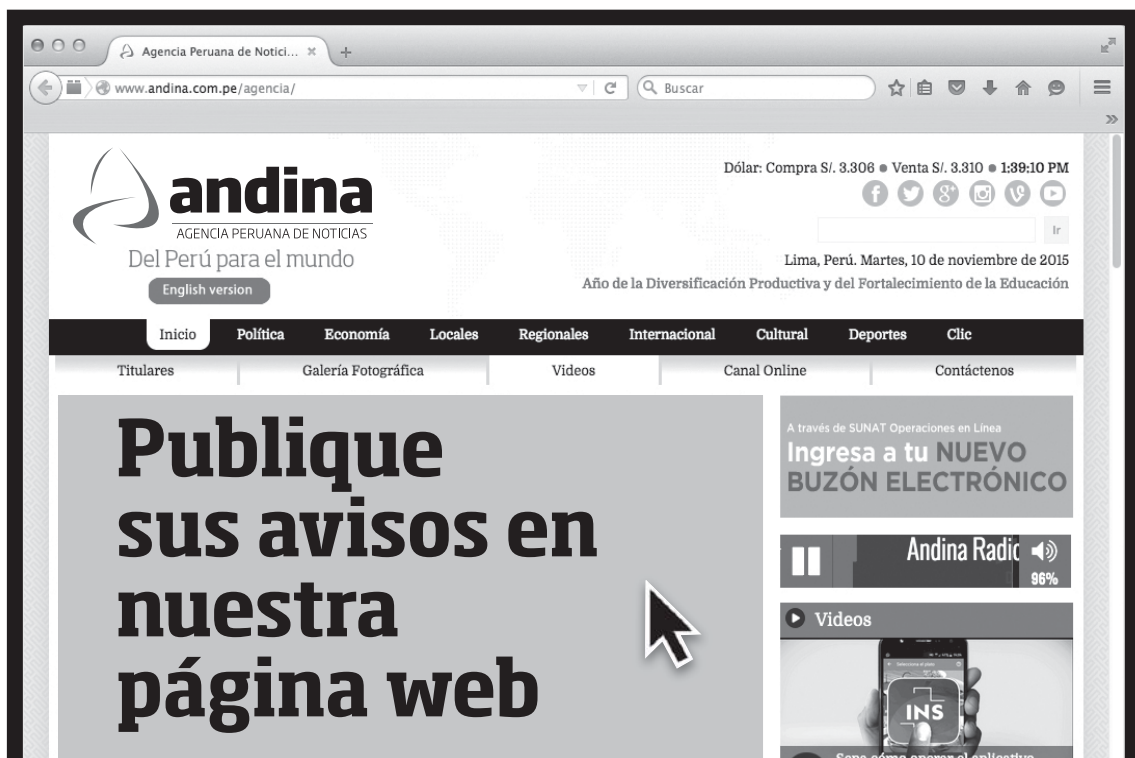 Agencia Peruana de Notici...
www.andina.com.pe/agencia/
Buscar
andina
AGENCIA PERUANA DE NOTICIAS
Del Perú para el mundo
English version
Dólar: Compra S/. 3.306 ● Venta S/. 3.310 ● 1:39:10 PM
Ir
Lima, Perú. Martes, 10 de noviembre de 2015
Año de la Diversificación Productiva y del Fortalecimiento de la Educación
Inicio Política Economía Locales Regionales Internacional Cultural Deportes Clic
Titulares Galería Fotográfica Videos Canal Online Contáctenos
Publique
sus avisos en
nuestra
página web
A través de SUNAT Operaciones en Línea
Ingresa a tu NUEVO
BUZÓN ELECTRÓNICO
Andina Radio
96%
Videos
INS